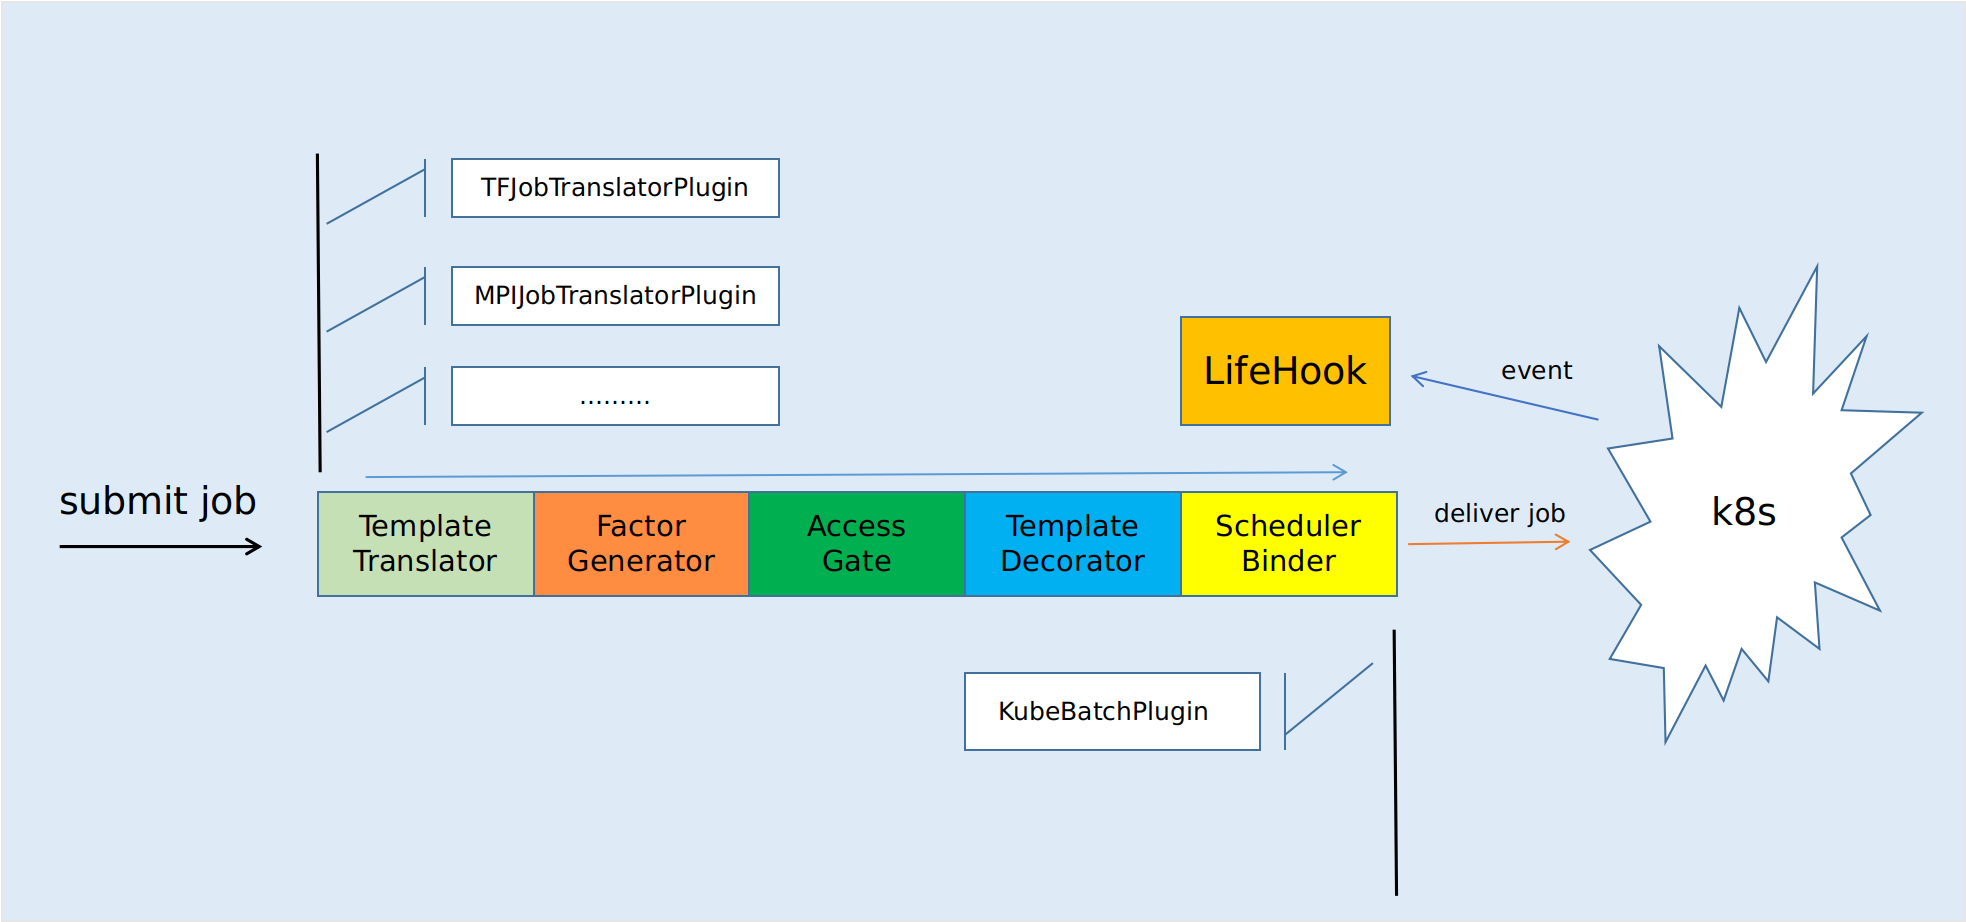 TFJobTranslatorPlugin
MPIJobTranslatorPlugin
.........
LifeHook
event
submit job
Template
Translator
Factor
Generator
Access
Gate
Template
Decorator
Scheduler
Binder
deliver job
k8s
KubeBatchPlugin